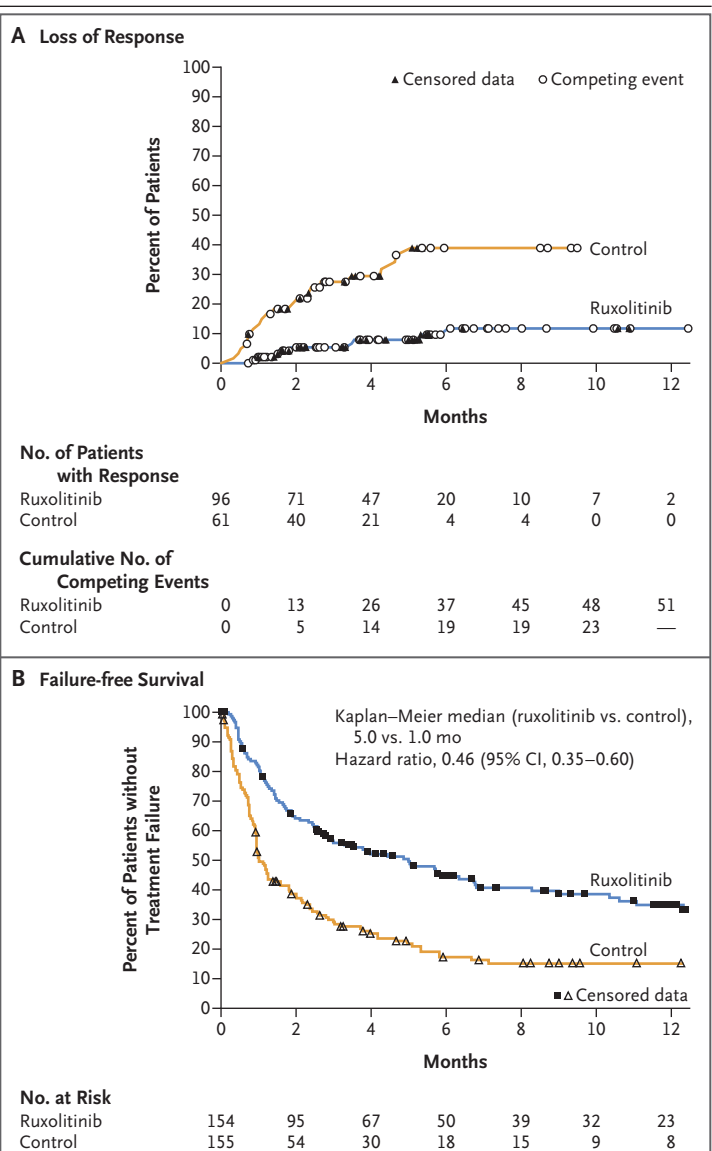 A Loss of Response
100
90
80
70
60
50
40
30
20
10
0
Percent of Patients
▲ Censored data ○ Competing event
Control
Ruxolitinib
0 2 4 6 8 10 12
Months
No. of Patients
with Response
Ruxolitinib 96 71 47 20 10 7 2
Control 61 40 21 4 4 0 0
Cumulative No. of
Competing Events
Ruxolitinib 0 13 26 37 45 48 51
Control 0 5 14 19 19 23 —
B Failure-free Survival
100
90
80
70
60
50
40
30
20
10
0
Percent of Patients without
Treatment Failure
Kaplan–Meier median (ruxolitinib vs. control),
5.0 vs. 1.0 mo
Hazard ratio, 0.46 (95% CI, 0.35–0.60)
Ruxolitinib
Control
■△ Censored data
0 2 4 6 8 10 12
Months
No. at Risk
Ruxolitinib 154 95 67 50 39 32 23
Control 155 54 30 18 15 9 8